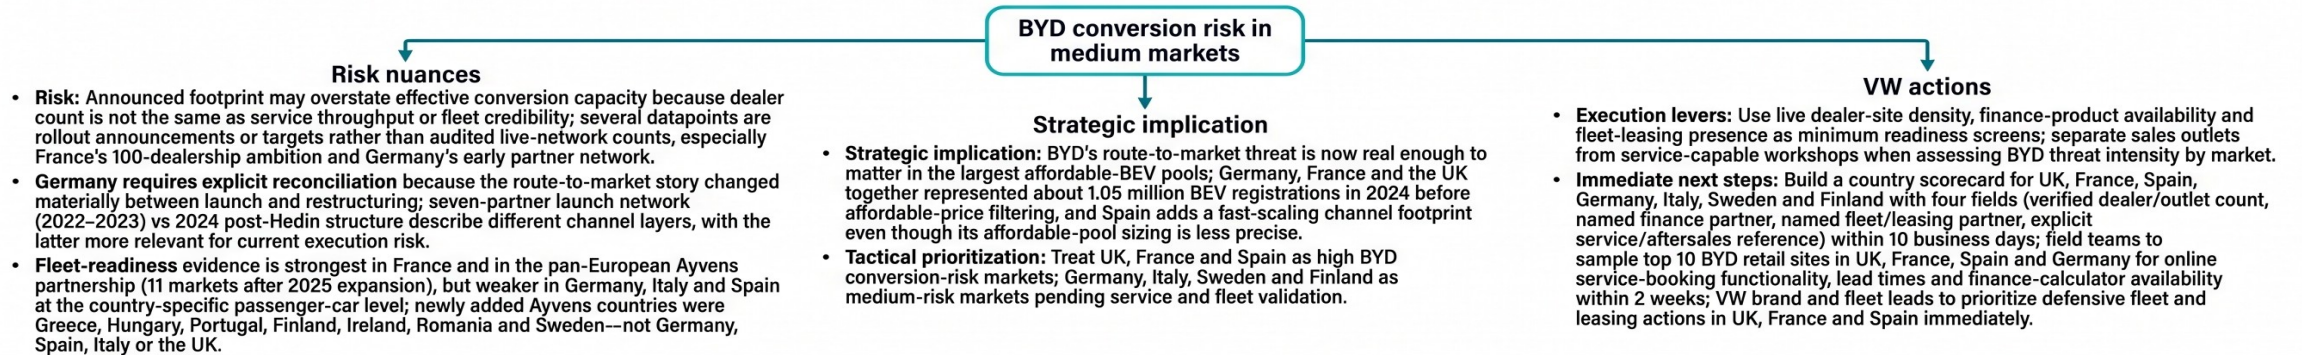 BYD conversion risk in
medium markets
Risk nuances
• Risk: Announced footprint may overstate effective conversion capacity because dealer
count is not the same as service throughput or fleet credibility; several datapoints are
rollout announcements or targets rather than audited live-network counts, especially
France's 100-dealership ambition and Germany's early partner network.
• Germany requires explicit reconciliation because the route-to-market story changed
materially between launch and restructuring; seven-partner launch network
(2022–2023) vs 2024 post-Hedin structure describe different channel layers, with the
latter more relevant for current execution risk.
• Fleet-readiness evidence is strongest in France and in the pan-European Ayvens
partnership (11 markets after 2025 expansion), but weaker in Germany, Italy and Spain
at the country-specific passenger-car level; newly added Ayvens countries were
Greece, Hungary, Portugal, Finland, Ireland, Romania and Sweden--not Germany,
Spain, Italy or the UK.
Strategic implication
• Strategic implication: BYD's route-to-market threat is now real enough to
matter in the largest affordable-BEV pools; Germany, France and the UK
together represented about 1.05 million BEV registrations in 2024 before
affordable-price filtering, and Spain adds a fast-scaling channel footprint
even though its affordable-pool sizing is less precise.
• Tactical prioritization: Treat UK, France and Spain as high BYD
conversion-risk markets; Germany, Italy, Sweden and Finland as
medium-risk markets pending service and fleet validation.
VW actions
• Execution levers: Use live dealer-site density, finance-product availability and
fleet-leasing presence as minimum readiness screens; separate sales outlets
from service-capable workshops when assessing BYD threat intensity by market.
• Immediate next steps: Build a country scorecard for UK, France, Spain,
Germany, Italy, Sweden and Finland with four fields (verified dealer/outlet count,
named finance partner, named fleet/leasing partner, explicit
service/aftersales reference) within 10 business days; field teams to
sample top 10 BYD retail sites in UK, France, Spain and Germany for online
service-booking functionality, lead times and finance-calculator availability
within 2 weeks; VW brand and fleet leads to prioritize defensive fleet and
leasing actions in UK, France and Spain immediately.